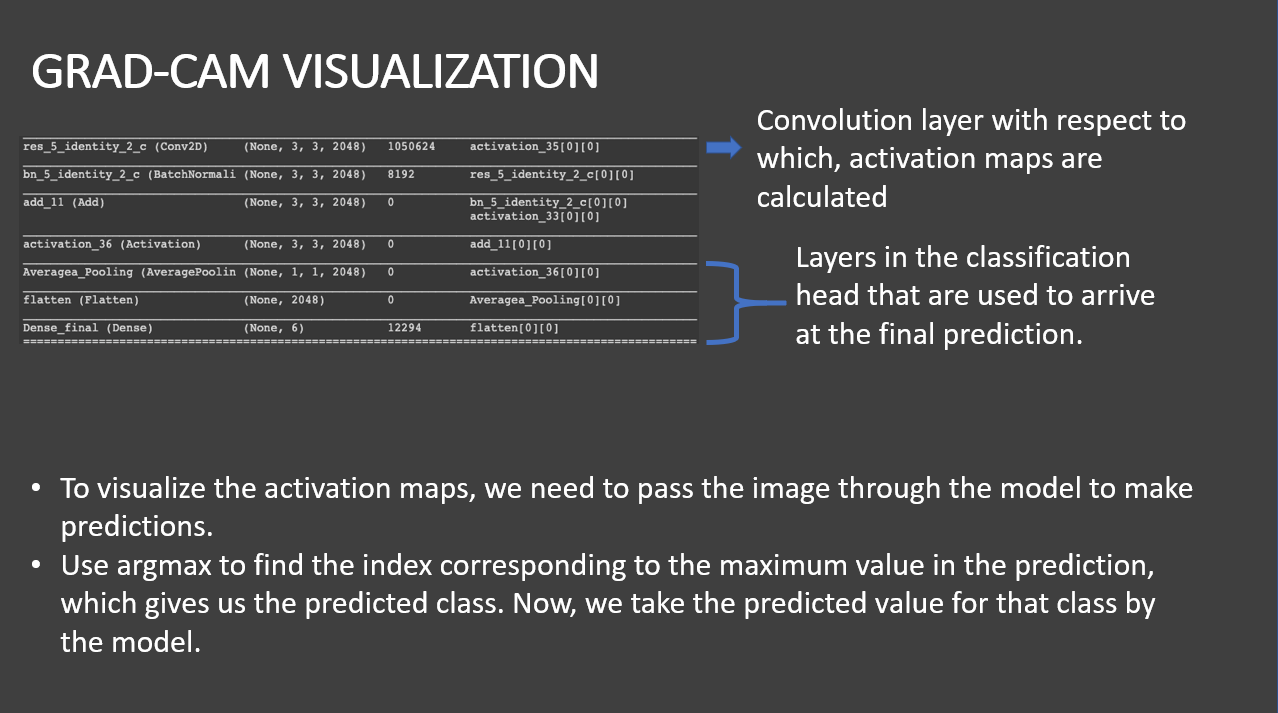 GRAD-CAM VISUALIZATION
res_5_identity_2_c (Conv2D) (None, 3, 3, 2048) 1050624 activation_35[0][0]
bn_5_identity_2_c (BatchNormali (None, 3, 3, 2048) 8192 res_5_identity_2_c[0][0]
add_11 (Add) (None, 3, 3, 2048) 0 bn_5_identity_2_c[0][0]
activation_33[0][0]
activation_36 (Activation) (None, 3, 3, 2048) 0 add_11[0][0]
Averagea_Pooling (AveragePoolin (None, 1, 1, 2048) 0 activation_36[0][0]
flatten (Flatten) (None, 2048) 0 Averagea_Pooling[0][0]
Dense_final (Dense) (None, 6) 12294 flatten[0][0]
Convolution layer with respect to
which, activation maps are
calculated
Layers in the classification
head that are used to arrive
at the final prediction.
• To visualize the activation maps, we need to pass the image through the model to make
predictions.
• Use argmax to find the index corresponding to the maximum value in the prediction,
which gives us the predicted class. Now, we take the predicted value for that class by
the model.